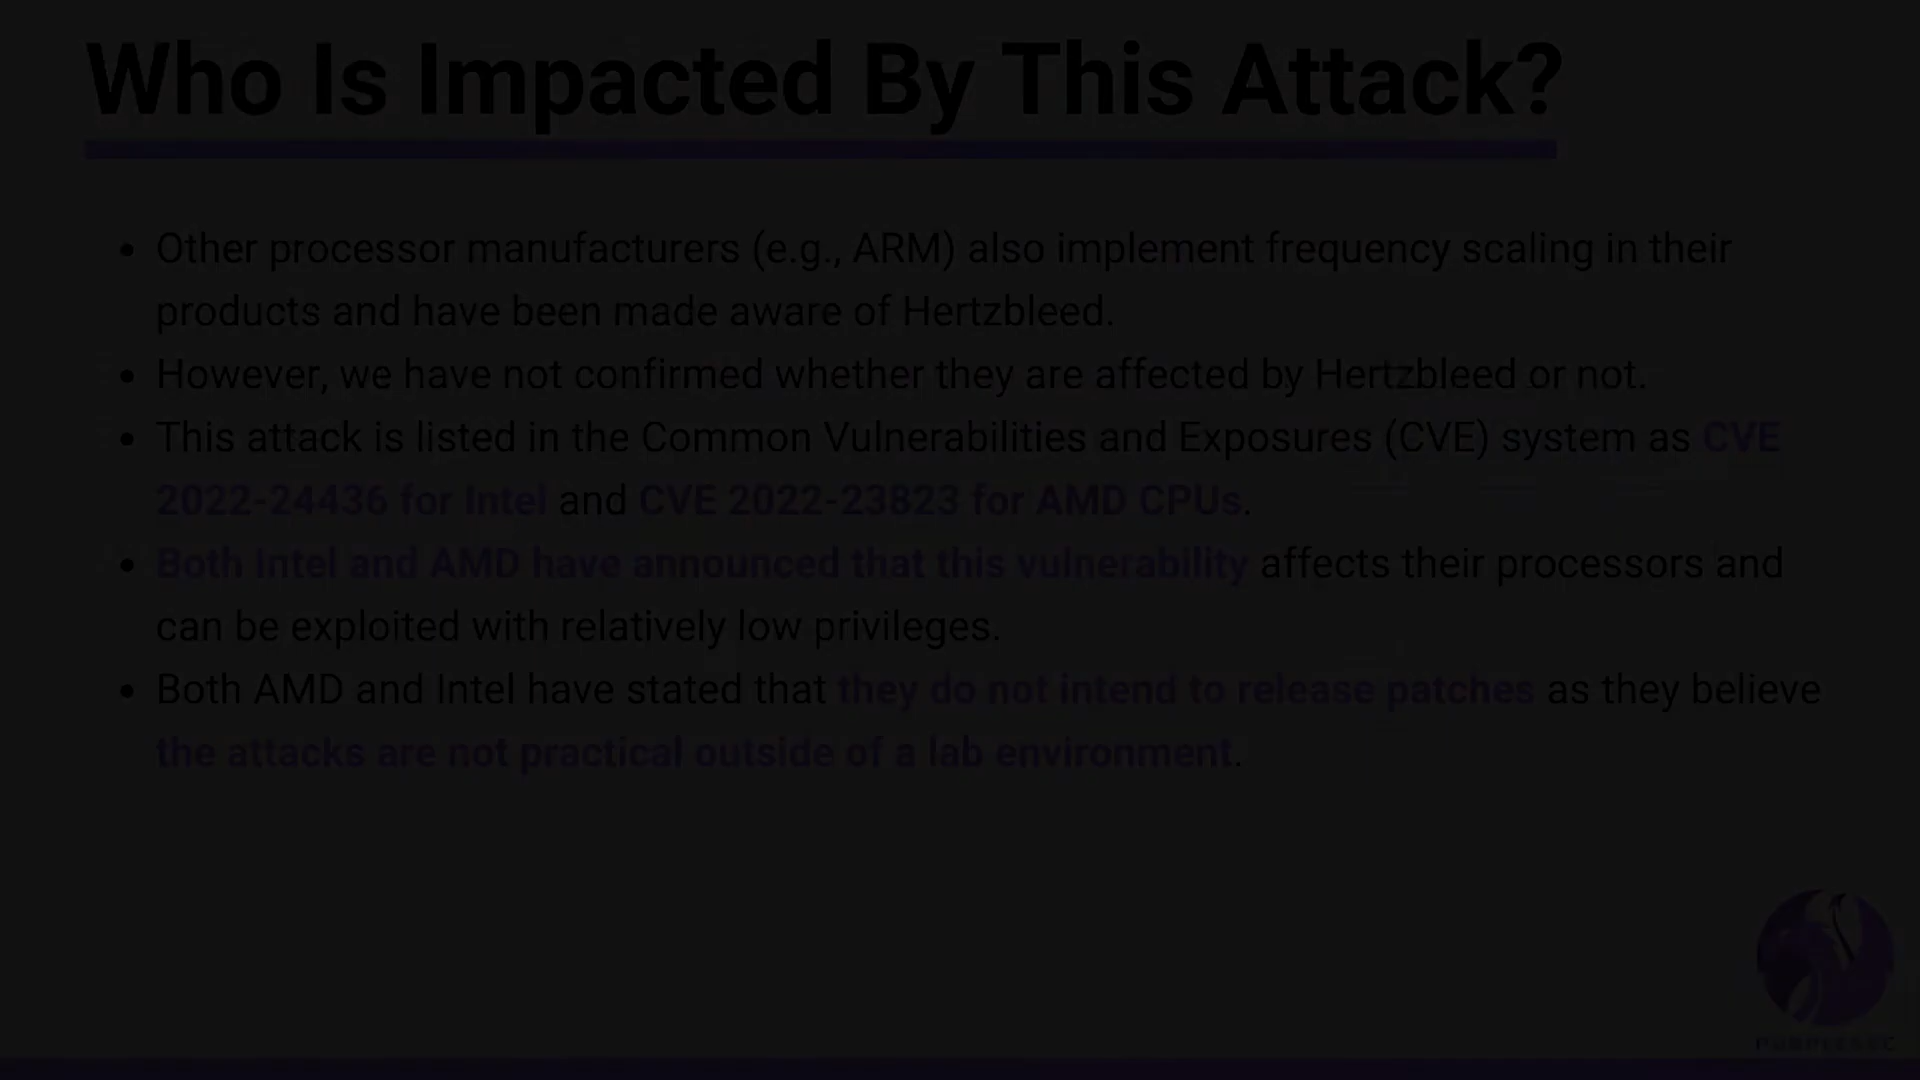 Who Is Impacted By This Attack?
• Other processor manufacturers (e.g., ARM) also implement frequency scaling in their
products and have been made aware of Hertzbleed.
• However, we have not confirmed whether they are affected by Hertzbleed or not.
• This attack is listed in the Common Vulnerabilities and Exposures (CVE) system as CVE
2022-24436 for Intel and CVE 2022-23823 for AMD CPUs.
• Both Intel and AMD have announced that this vulnerability affects their processors and
can be exploited with relatively low privileges.
• Both AMD and Intel have stated that they do not intend to release patches as they believe
the attacks are not practical outside of a lab environment.
PURPLESEC